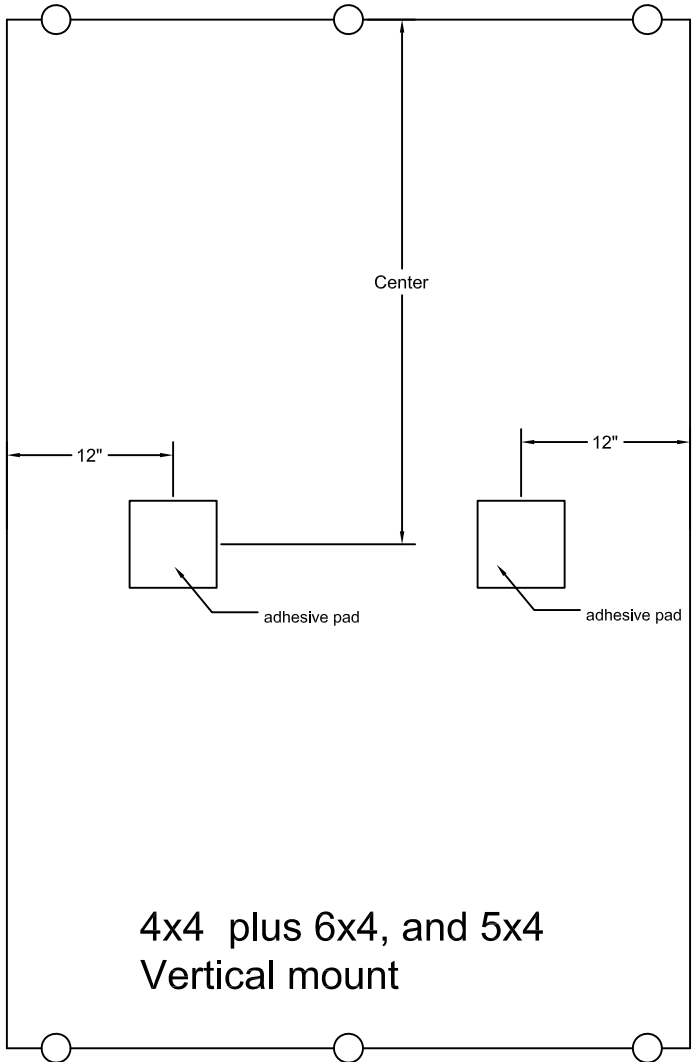 Center
12"
12"
adhesive pad
adhesive pad
4x4  plus 6x4, and 5x4
Vertical mount